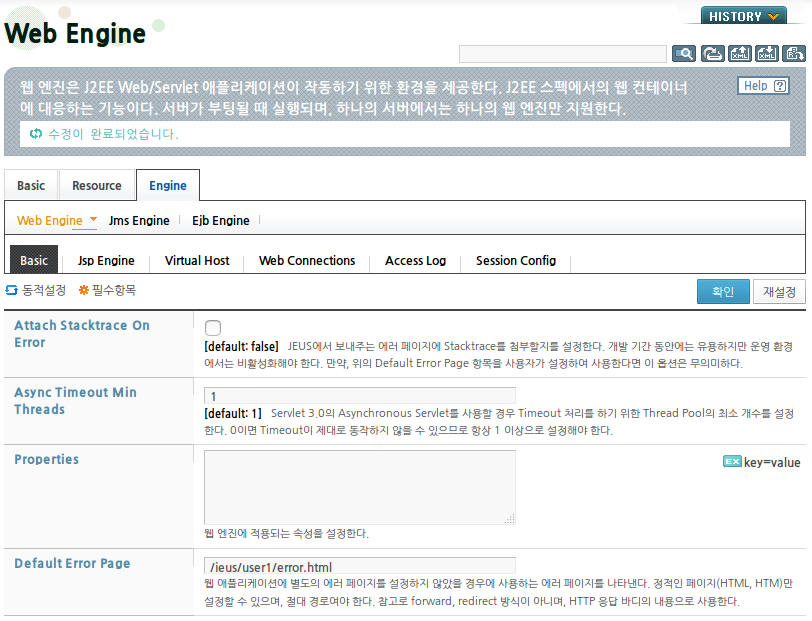 HISTORY
Web Engine
웹 엔진은 J2EE Web/Servlet 애플리케이션이 작동하기 위한 환경을 제공한다. J2EE 스펙에서의 웹 컨테이너
에 대응하는 기능이다. 서버가 부팅될 때 실행되며, 하나의 서버에서는 하나의 웹 엔진만 지원한다.
Help ?
수정이 완료되었습니다.
Basic Resource Engine
Web Engine Jms Engine Ejb Engine
Basic Jsp Engine Virtual Host Web Connections Access Log Session Config
동적설정 필수항목 확인 재설정
Attach Stacktrace On
Error
[default: false] JEUS에서 보내주는 에러 페이지에 Stacktrace를 첨부할지를 설정한다. 개발 기간 동안에는 유용하지만 운영 환경
에서는 비활성화해야 한다. 만약, 위의 Default Error Page 항목을 사용자가 설정하여 사용한다면 이 옵션은 무의미하다.
Async Timeout Min
Threads
1
[default: 1] Servlet 3.0의 Asynchronous Servlet를 사용할 경우 Timeout 처리를 하기 위한 Thread Pool의 최소 개수를 설정
한다. 0이면 Timeout이 제대로 동작하지 않을 수 있으므로 항상 1 이상으로 설정해야 한다.
Properties
EX key=value
웹 엔진에 적용되는 속성을 설정한다.
Default Error Page
/jeus/user1/error.html
웹 애플리케이션에 별도의 에러 페이지를 설정하지 않았을 경우에 사용하는 에러 페이지를 나타낸다. 정적인 페이지(HTML, HTM)만
설정할 수 있으며, 절대 경로여야 한다. 참고로 forward, redirect 방식이 아니며, HTTP 응답 바디의 내용으로 사용한다.